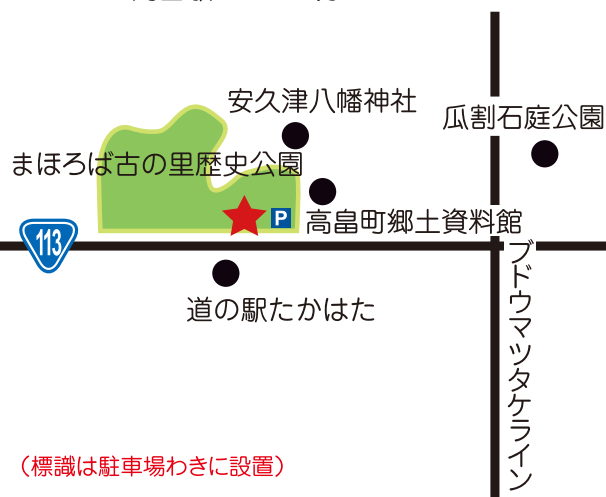 安久津八幡神社
瓜割石庭公園
まほろば古の里歴史公園
P
高畠町郷土資料館
113
道の駅たかはた
ブドウマツタケライン
(標識は駐車場わきに設置)